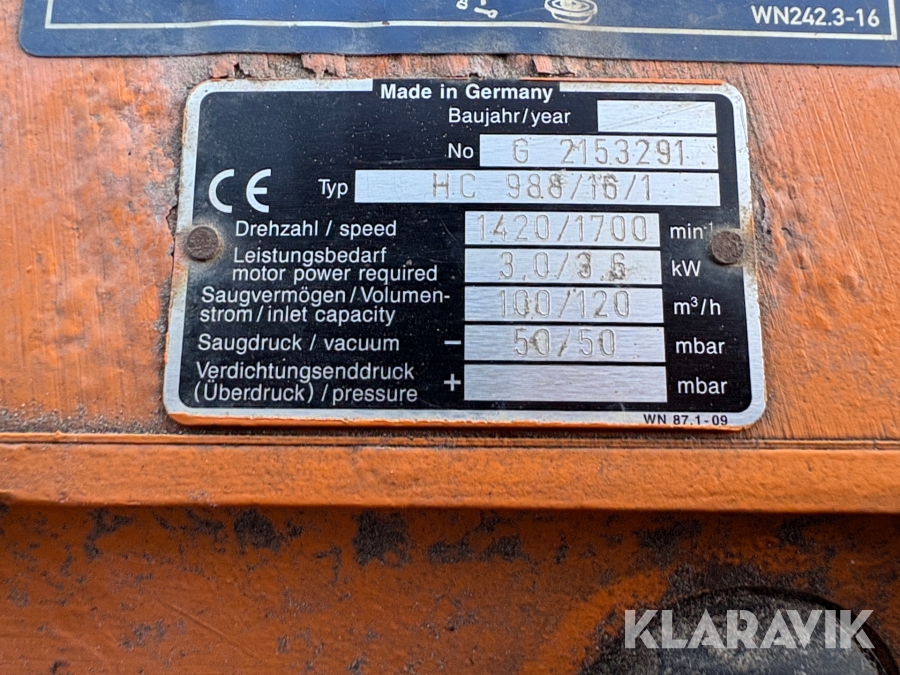 WN242.3-16
Made in Germany
Baujahr/year
No G 2153291
CE Typ HC 988/16/1
Drehzahl / speed 1420/1700 min-1
Leistungsbedarf
motor power required 3,0/3,6 kW
Saugvermögen/Volumen-
strom/inlet capacity 100/120 m³/h
Saugdruck / vacuum – 50/50 mbar
Verdichtungsenddruck
(Überdruck)/pressure + mbar
WN 87.1-09
KLARAVIK